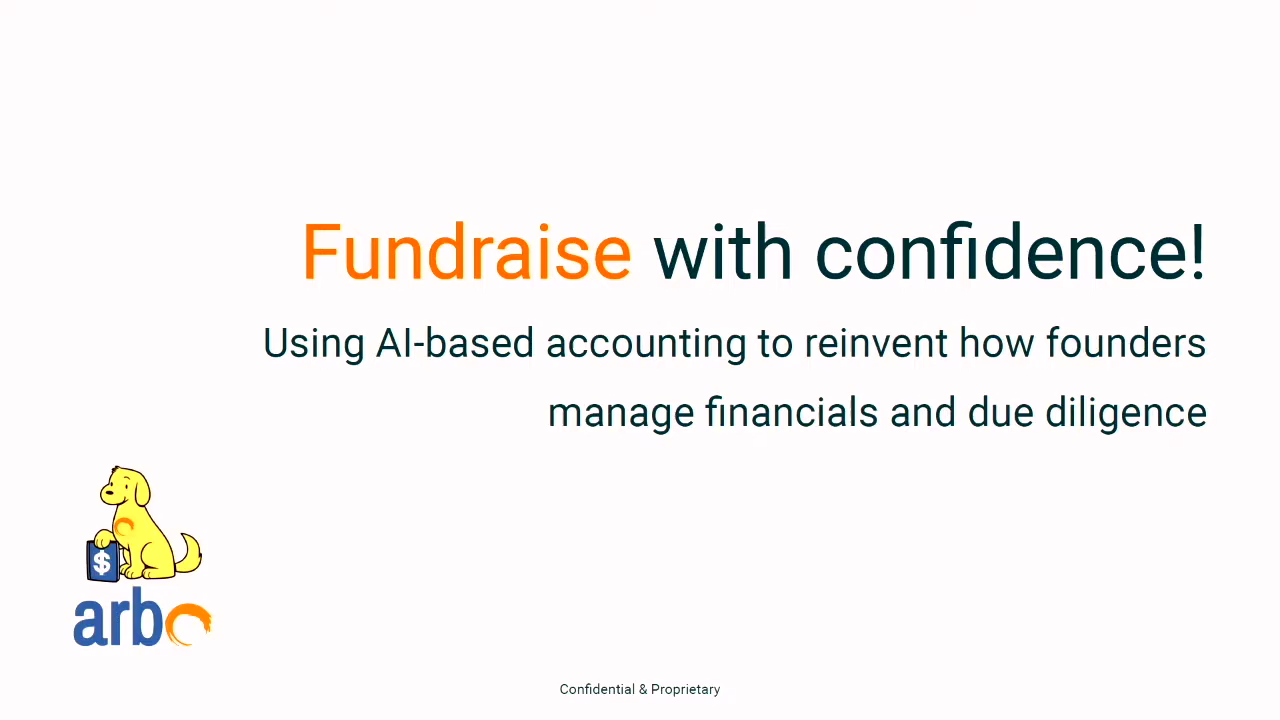 Fundraise with confidence!
Using AI-based accounting to reinvent how founders
manage financials and due diligence
$
arbo
Confidential & Proprietary